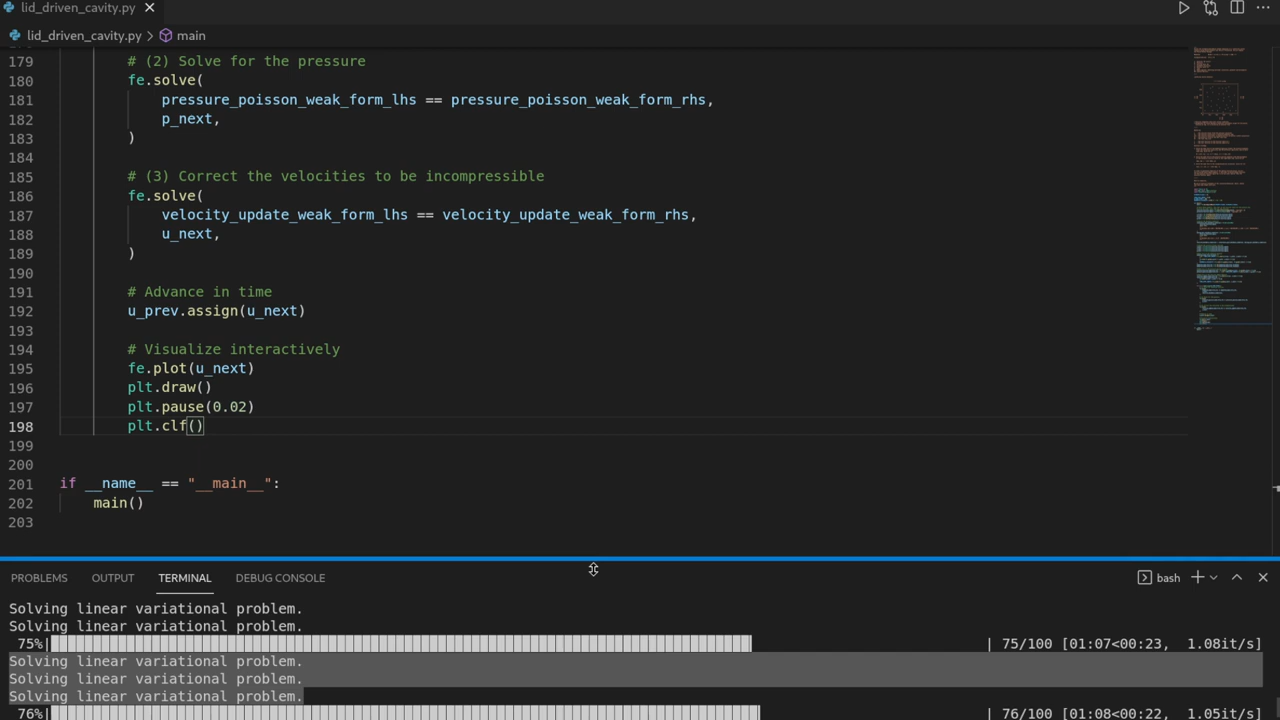 lid_driven_cavity.py
lid_driven_cavity.py > main
179 # (2) Solve for the pressure
180 fe.solve(
181 pressure_poisson_weak_form_lhs == pressure_poisson_weak_form_rhs,
182 p_next,
183 )
184
185 # (3) Correct the velocities to be incompressible
186 fe.solve(
187 velocity_update_weak_form_lhs == velocity_update_weak_form_rhs,
188 u_next,
189 )
190
191 # Advance in time
192 u_prev.assign(u_next)
193
194 # Visualize interactively
195 fe.plot(u_next)
196 plt.draw()
197 plt.pause(0.02)
198 plt.clf()
199
200
201 if __name__ == "__main__":
202 main()
203
PROBLEMS OUTPUT TERMINAL DEBUG CONSOLE bash
Solving linear variational problem.
Solving linear variational problem.
75%| | 75/100 [01:07<00:23, 1.08it/s]
Solving linear variational problem.
Solving linear variational problem.
Solving linear variational problem.
76%| | 76/100 [01:08<00:22, 1.05it/s]